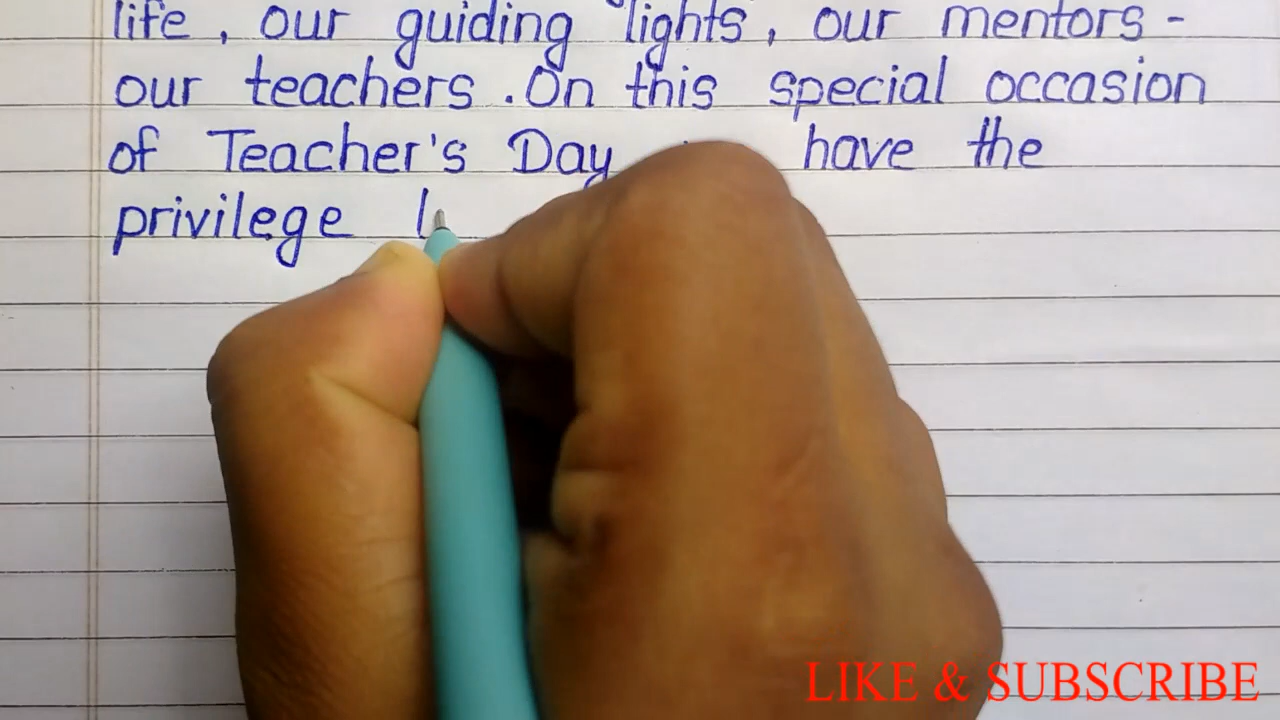 life, our guiding lights, our mentors -
our teachers. On this special occasion
of Teacher's Day have the
privilege
LIKE & SUBSCRIBE